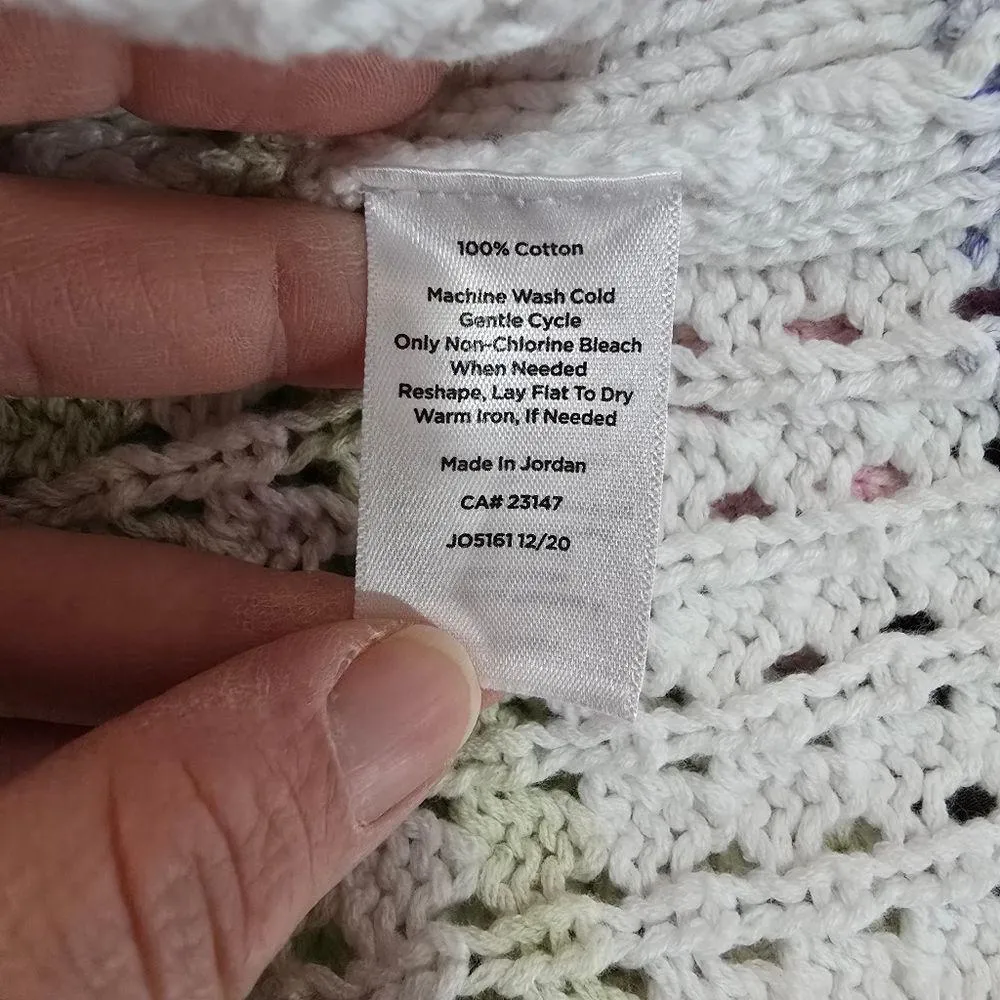 100% Cotton
Machine Wash Cold
Gentle Cycle
Only Non-Chlorine Bleach
When Needed
Reshape, Lay Flat To Dry
Warm Iron, If Needed
Made In Jordan
CA# 23147
JO5161 12/20